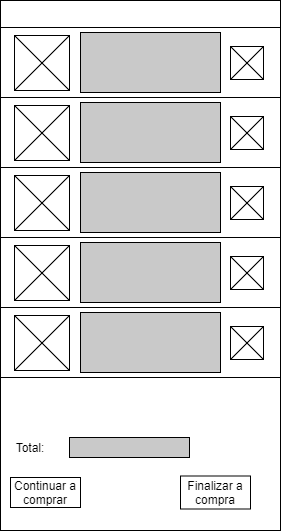 Total:
Continuar a
comprar
Finalizar a
compra